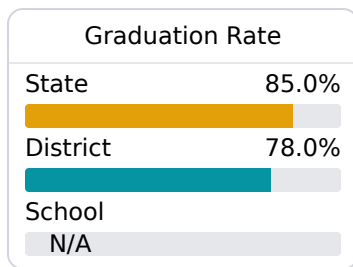 Graduation Rate
State 85.0%
District 78.0%
School
N/A